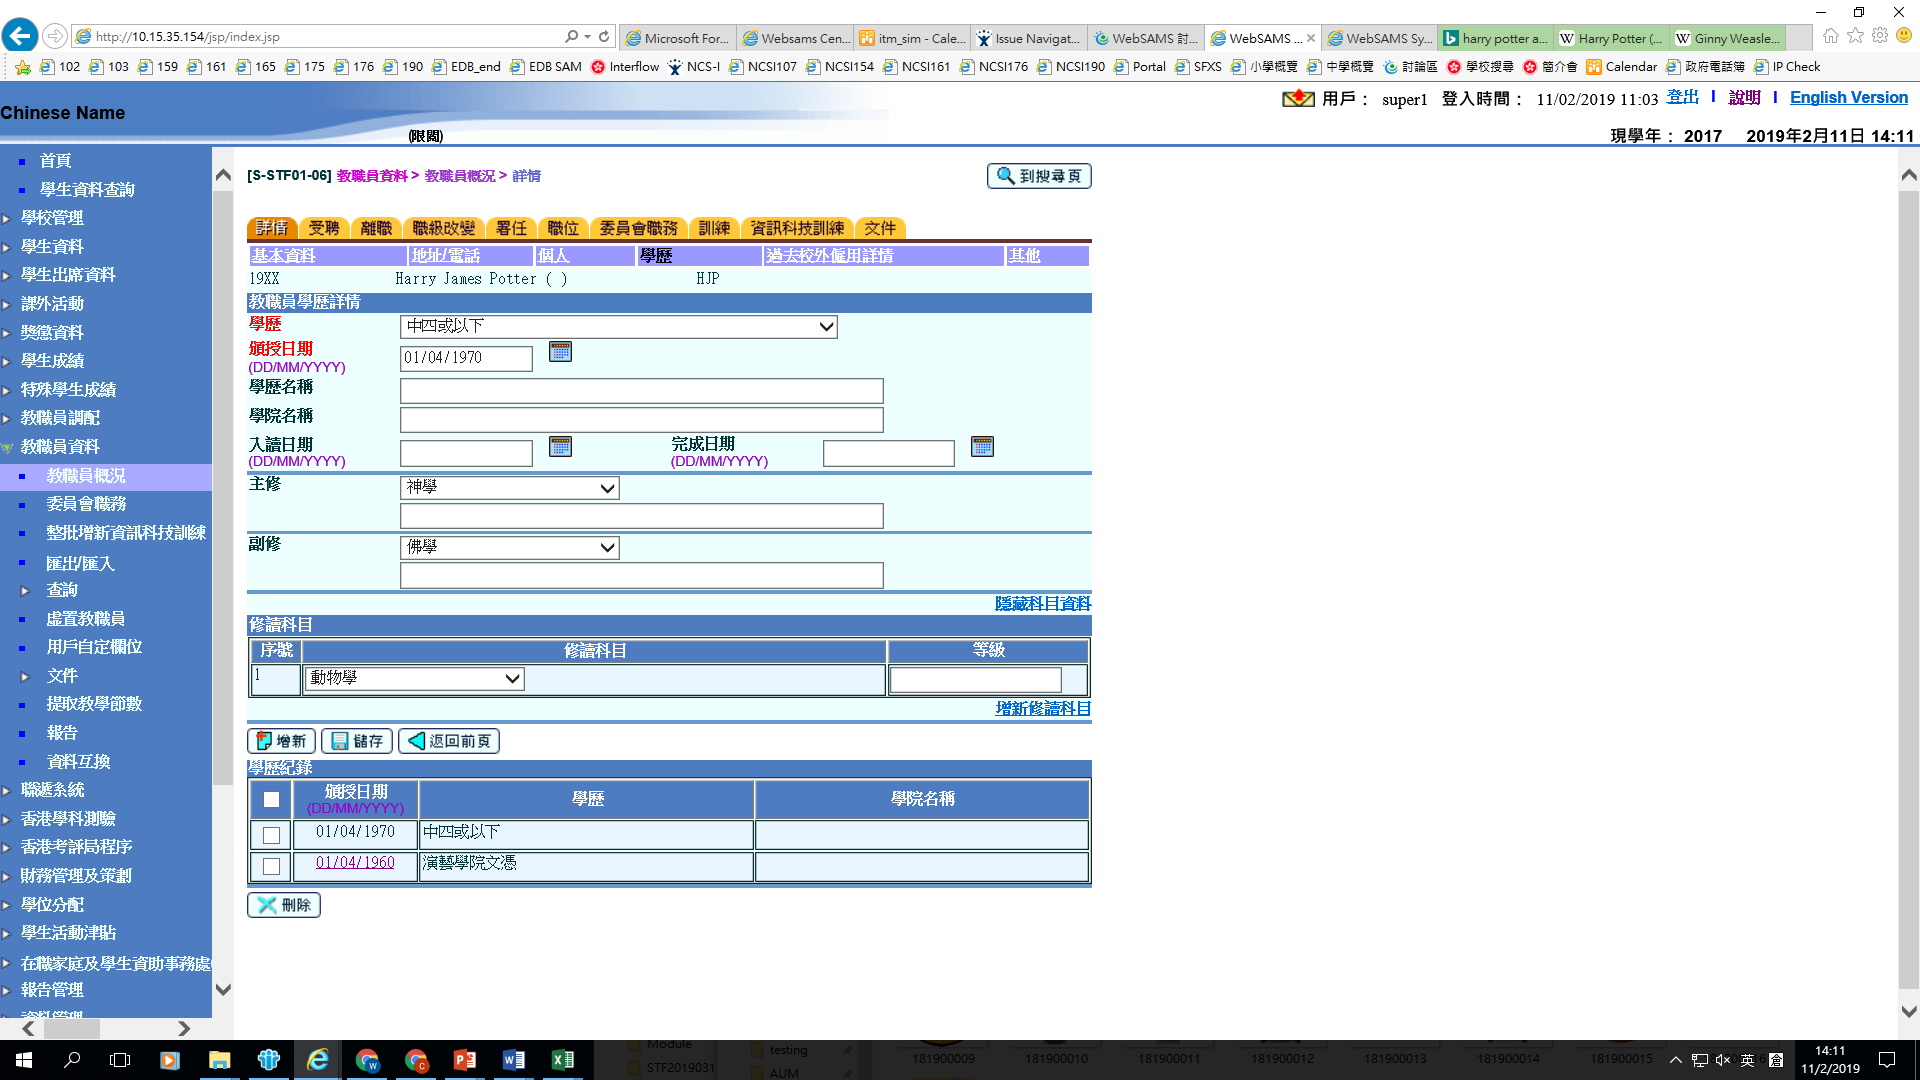 http://10.15.35.154/jsp/index.jsp
Microsoft For...
Websams Cen...
itm_sim - Cale...
Issue Navigat...
WebSAMS 討...
WebSAMS ...
WebSAMS Sy...
harry potter a...
Harry Potter (...
Ginny Weasle...
102 103 159 161 165 175 176 190 EDB_end EDB SAM Interflow NCS-I NCSI107 NCSI154 NCSI161 NCSI176 NCSI190 Portal SFXS 小學概覽 中學概覽 討論區 學校搜尋 簡介會 Calendar 政府電話簿 IP Check
Chinese Name
(限閱)
用戶： super1 登入時間： 11/02/2019 11:03 登出 | 說明 | English Version
現學年： 2017 2019年2月11日 14:11
首頁
學生資料查詢
學校管理
學生資料
學生出席資料
課外活動
獎懲資料
學生成績
特殊學生成績
教職員調配
教職員資料
教職員概況
委員會職務
整批增新資訊科技訓練
匯出/匯入
查詢
虛置教職員
用戶自定欄位
文件
提取教學節數
報告
資料互換
聯遞系統
香港學科測驗
香港考評局程序
財務管理及策劃
學位分配
學生活動津貼
在職家庭及學生資助事務處
報告管理
資料管理
[S-STF01-06] 教職員資料 > 教職員概況 > 詳情
到搜尋頁
詳情 受聘 離職 職級改變 署任 職位 委員會職務 訓練 資訊科技訓練 文件
基本資料 地址/電話 個人 學歷 過去校外僱用詳情 其他
19XX Harry James Potter ( ) HJP
教職員學歷詳情
學歷 中四或以下
頒授日期 01/04/1970
(DD/MM/YYYY)
學歷名稱
學院名稱
入讀日期 完成日期
(DD/MM/YYYY) (DD/MM/YYYY)
主修 神學
副修 佛學
隱藏科目資料
修讀科目
序號 修讀科目 等級
1 動物學
增新修讀科目
增新 儲存 返回前頁
學歷紀錄
頒授日期 學歷 學院名稱
(DD/MM/YYYY)
01/04/1970 中四或以下
01/04/1960 演藝學院文憑
刪除
Module
STF2019031
testing
AUM
181900009 181900010 181900011 181900012 181900013 181900014 181900015
英
倉
14:11
11/2/2019